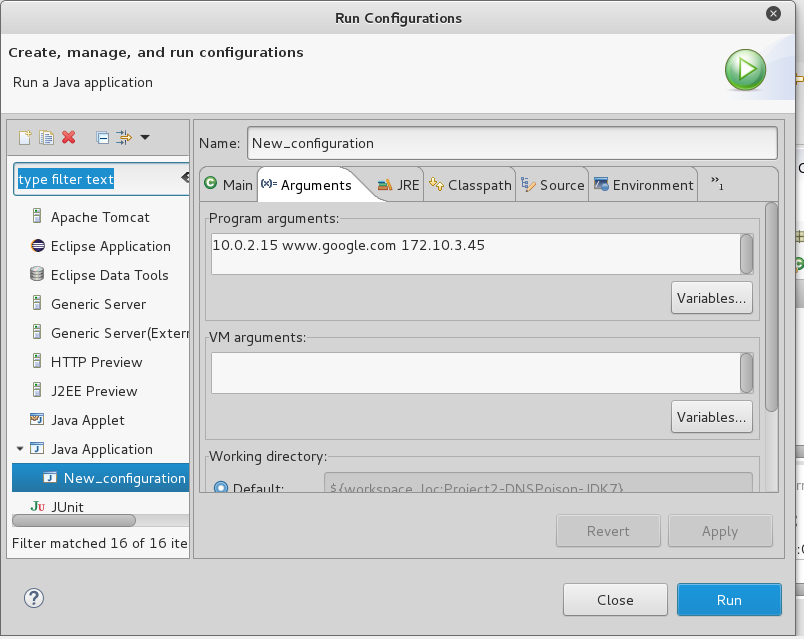 Run Configurations
Create, manage, and run configurations
Run a Java application
Name: New_configuration
type filter text
Main (x)= Arguments JRE Classpath Source Environment »1
Apache Tomcat
Eclipse Application
Eclipse Data Tools
Generic Server
Generic Server(Extern
HTTP Preview
J2EE Preview
Java Applet
Java Application
New_configuration
JUnit
Filter matched 16 of 16 ite
Program arguments:
10.0.2.15 www.google.com 172.10.3.45
Variables...
VM arguments:
Variables...
Working directory:
Default: ${workspace_loc:Project2-DNSPoison-JDK7}
Revert Apply
Close Run